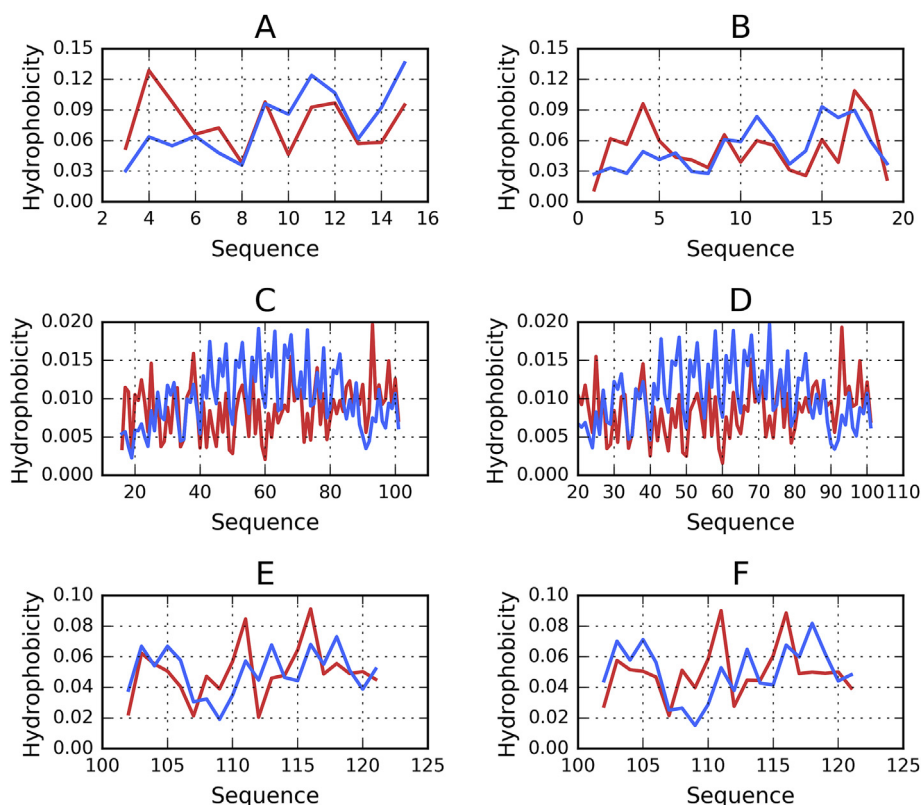 A
B
0.15
0.12
0.09
0.06
0.03
0.00
Hydrophobicity
2 4 6 8 10 12 14 16
Sequence
0.15
0.12
0.09
0.06
0.03
0.00
Hydrophobicity
0 5 10 15 20
Sequence
C
D
0.020
0.015
0.010
0.005
0.000
Hydrophobicity
20 40 60 80 100
Sequence
0.020
0.015
0.010
0.005
0.000
Hydrophobicity
20 30 40 50 60 70 80 90 100 110
Sequence
E
F
0.10
0.08
0.06
0.04
0.02
0.00
Hydrophobicity
100 105 110 115 120 125
Sequence
0.10
0.08
0.06
0.04
0.02
0.00
Hydrophobicity
100 105 110 115 120 125
Sequence